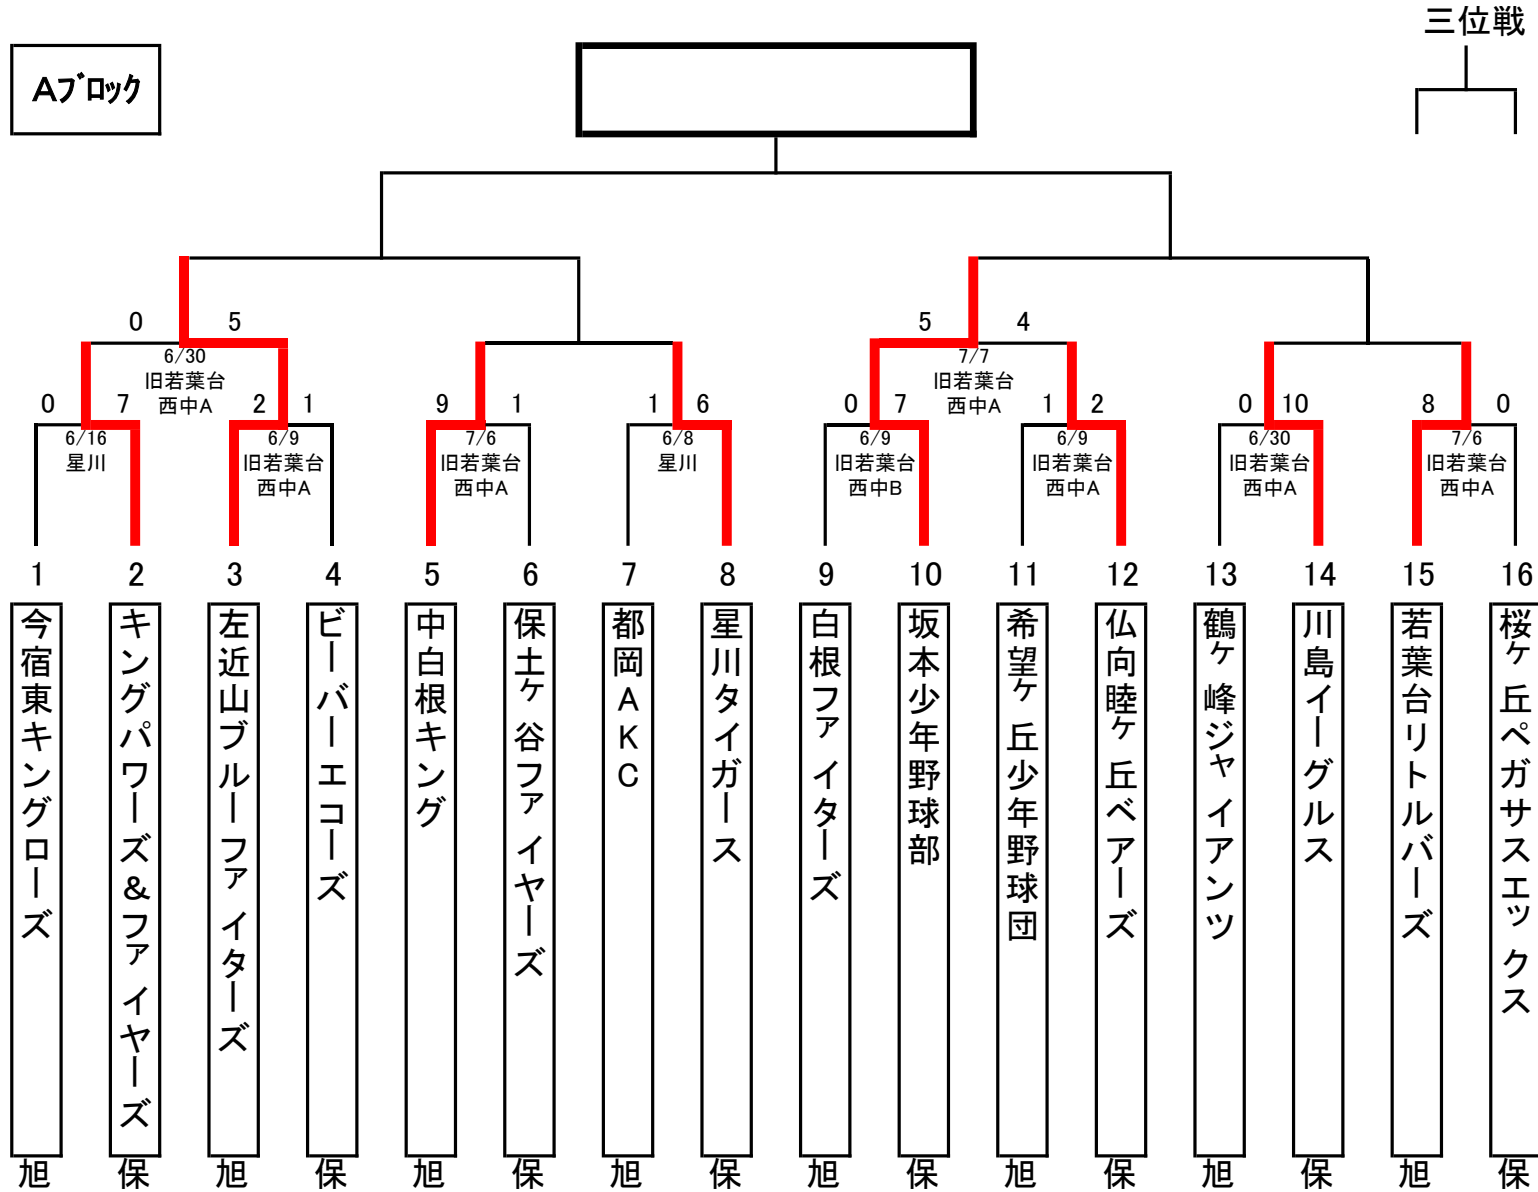 三位戦
Aブロック
0 5
5 4
6/30
旧若葉台
西中A
7/7
旧若葉台
西中A
0 7
2 1
9 1
1 6
0 7
1 2
0 10
8 0
6/16
星川
6/9
旧若葉台
西中A
7/6
旧若葉台
西中A
6/8
星川
6/9
旧若葉台
西中B
6/9
旧若葉台
西中A
6/30
旧若葉台
西中A
7/6
旧若葉台
西中A
1 2 3 4 5 6 7 8 9 10 11 12 13 14 15 16
今宿東キングローズ
キングパワーズ&ファイヤーズ
左近山ブルーファイターズ
ビーバーエコーズ
中白根キング
保土ヶ谷ファイヤーズ
都岡AKC
星川タイガース
白根ファイターズ
坂本少年野球部
希望ヶ丘少年野球団
仏向睦ヶ丘ベアーズ
鶴ヶ峰ジャイアンツ
川島イーグルス
若葉台リトルバーズ
桜ヶ丘ペガサスエックス
旭 保 旭 保 旭 保 旭 保 旭 保 旭 保 旭 保 旭 保